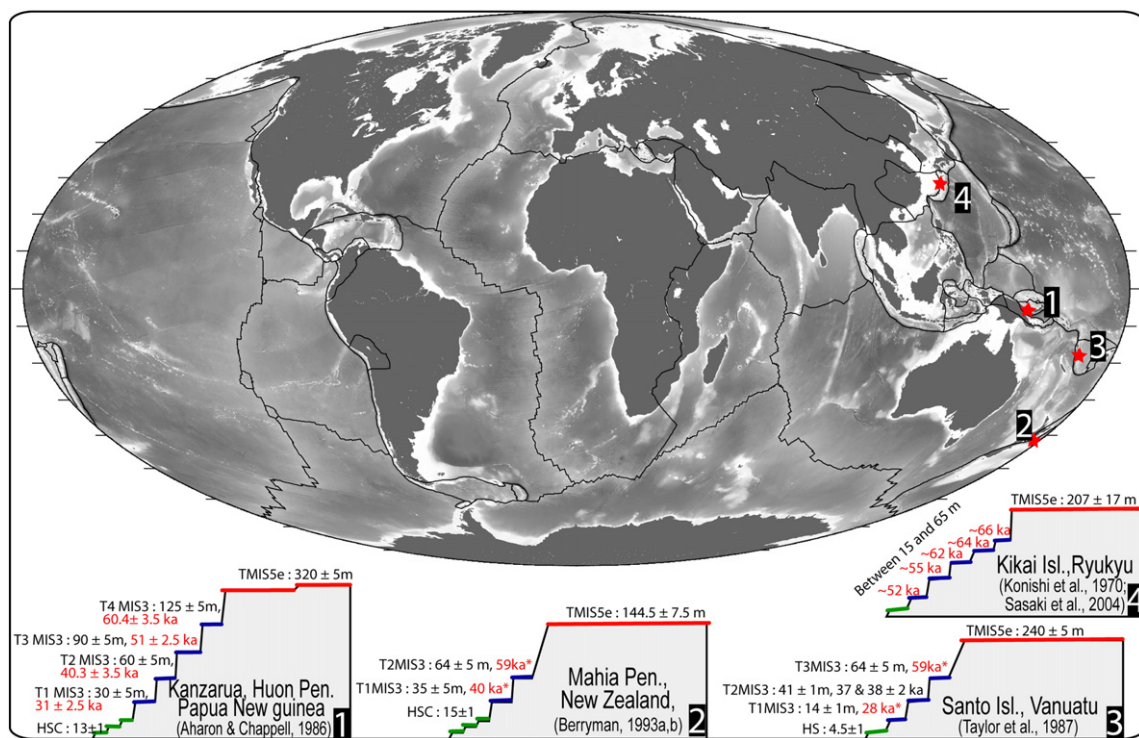 4
1
3
2
TMIS5e : 207 ± 17 m
Between 15 and 65 m
~66 ka
~64 ka
~62 ka
~55 ka
~52 ka
Kikai Isl.,Ryukyu
(Konishi et al., 1970;
Sasaki et al., 2004)
4
TMIS5e : 320 ± 5m
T4 MIS3 : 125 ± 5m,
60.4± 3.5 ka
T3 MIS3 : 90 ± 5m, 51 ± 2.5 ka
T2 MIS3 : 60 ± 5m,
40.3 ± 3.5 ka
T1 MIS3 : 30 ± 5m,
31 ± 2.5 ka
HSC : 13±1
Kanzarua, Huon Pen.
Papua New guinea
(Aharon & Chappell, 1986)
1
TMIS5e : 144.5 ± 7.5 m
T2MIS3 : 64 ± 5 m, 59ka*
T1MIS3 : 35 ± 5m, 40 ka*
HSC : 15±1
Mahia Pen.,
New Zealand,
(Berryman, 1993a,b)
2
TMIS5e : 240 ± 5 m
T3MIS3 : 64 ± 5 m, 59ka*
T2MIS3 : 41 ± 1m, 37 & 38 ± 2 ka
T1MIS3 : 14 ± 1m, 28 ka*
HS : 4.5±1
Santo Isl., Vanuatu
(Taylor et al., 1987)
3